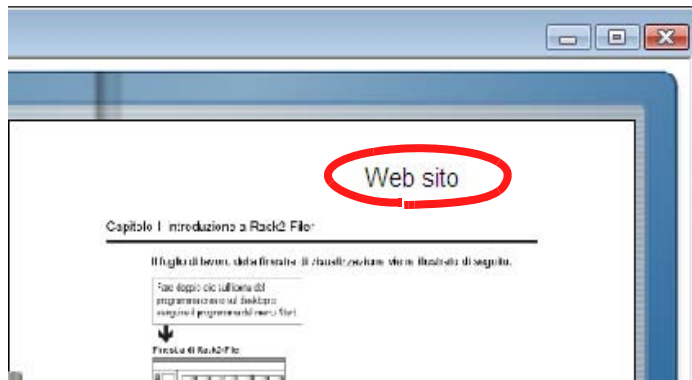 Web sito
Capitolo 1 Introduzione a Rack2 Filer
Il foglio di lavoro della finestra di visualizzazione viene illustrato di seguito.
Fare doppio clic sull'icona del
programma creata sul desktop o
eseguire il programma dal menu Start.
Finestra di Rack2-Filer